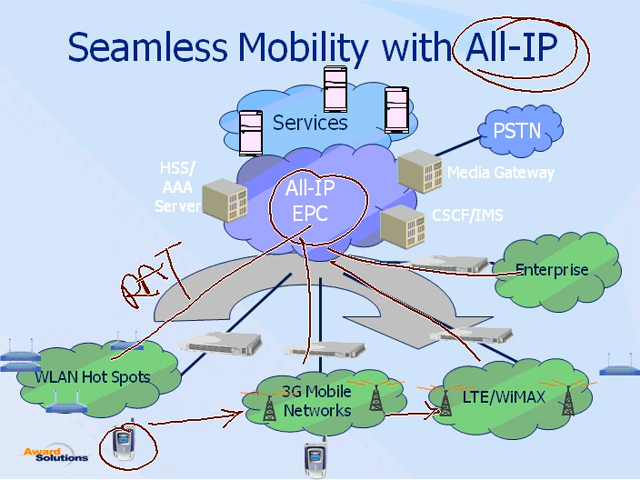 Seamless Mobility with All-IP
Services
PSTN
HSS/
AAA
Server
All-IP
EPC
Media Gateway
CSCF/IMS
RAT
Enterprise
WLAN Hot Spots
3G Mobile
Networks
LTE/WiMAX
Award
Solutions